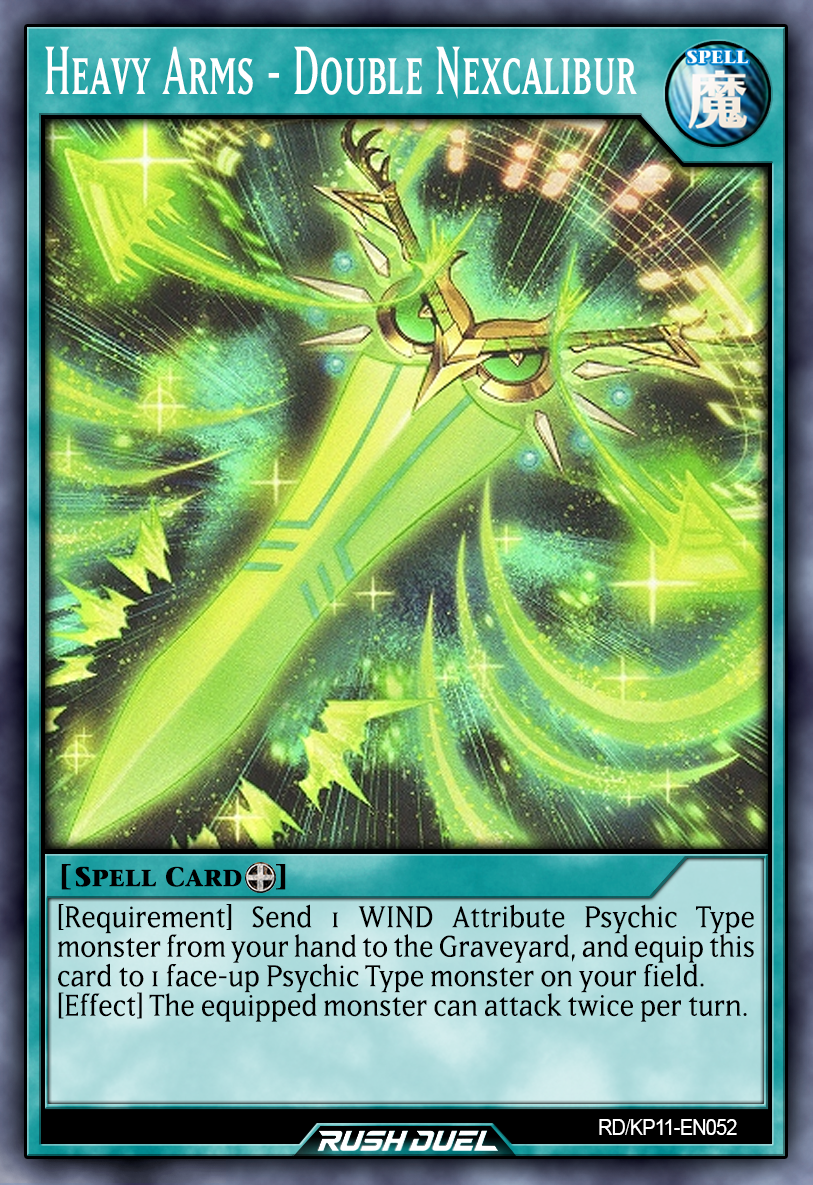 Heavy Arms - Double Nexcalibur
SPELL
魔
[Spell Card]
[Requirement] Send 1 WIND Attribute Psychic Type
monster from your hand to the Graveyard, and equip this
card to 1 face-up Psychic Type monster on your field.
[Effect] The equipped monster can attack twice per turn.
RD/KP11-EN052
RUSH DUEL